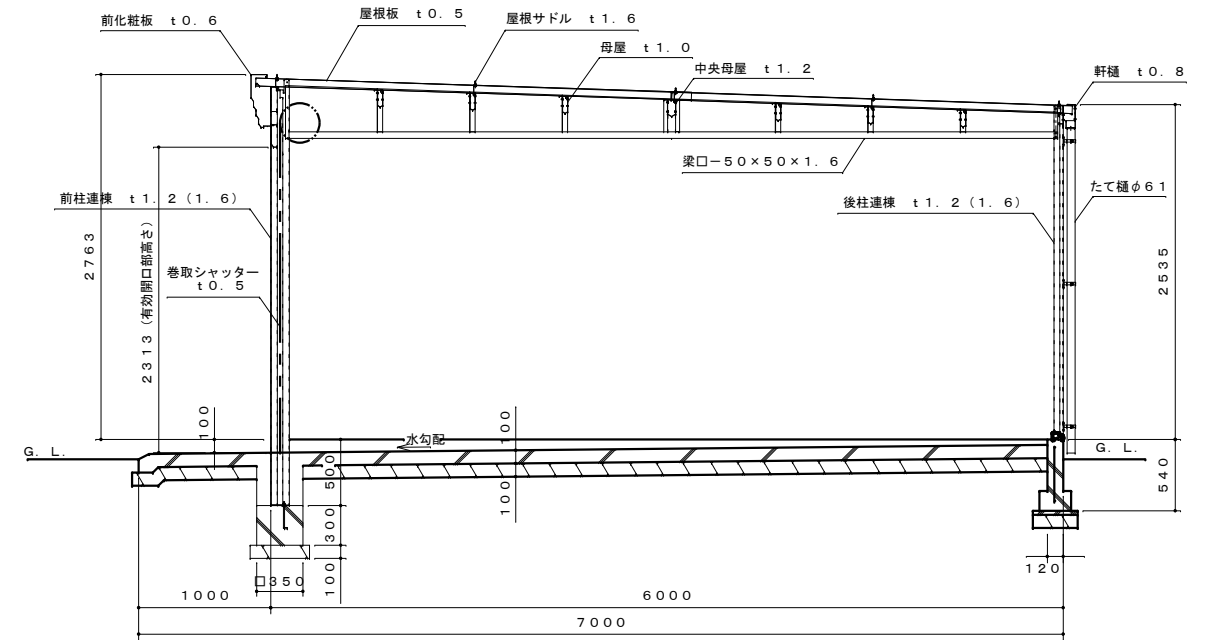 前化粧板　ｔ０．６
屋根板　ｔ０．５
屋根サドル　ｔ１．６
母屋　ｔ１．０
中央母屋　ｔ１．２
軒樋　ｔ０．８
梁口－５０×５０×１．６
前柱連棟　ｔ１．２（１．６）
後柱連棟　ｔ１．２（１．６）
たて樋φ６１
２７６３
２３１３（有効開口部高さ）
巻取シャッター
ｔ０．５
２５３５
１００
水勾配
１００
Ｇ．Ｌ．
Ｇ．Ｌ．
５００
１００
５４０
３００
１００
□３５０
１２０
１０００
６０００
７０００